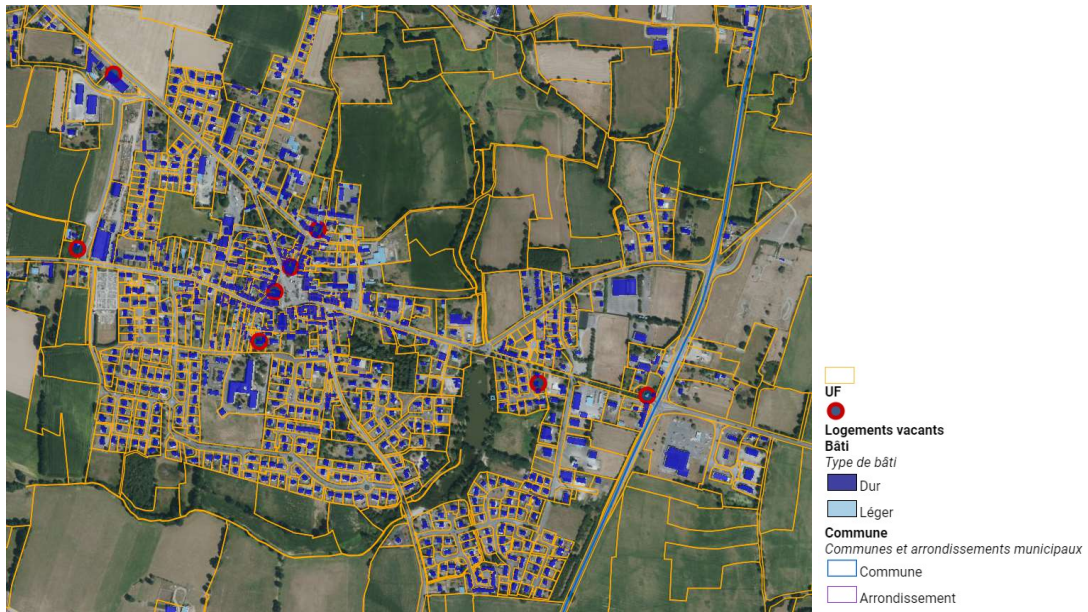 UF
Logements vacants
Bâti
Type de bâti
Dur
Léger
Commune
Communes et arrondissements municipaux
Commune
Arrondissement